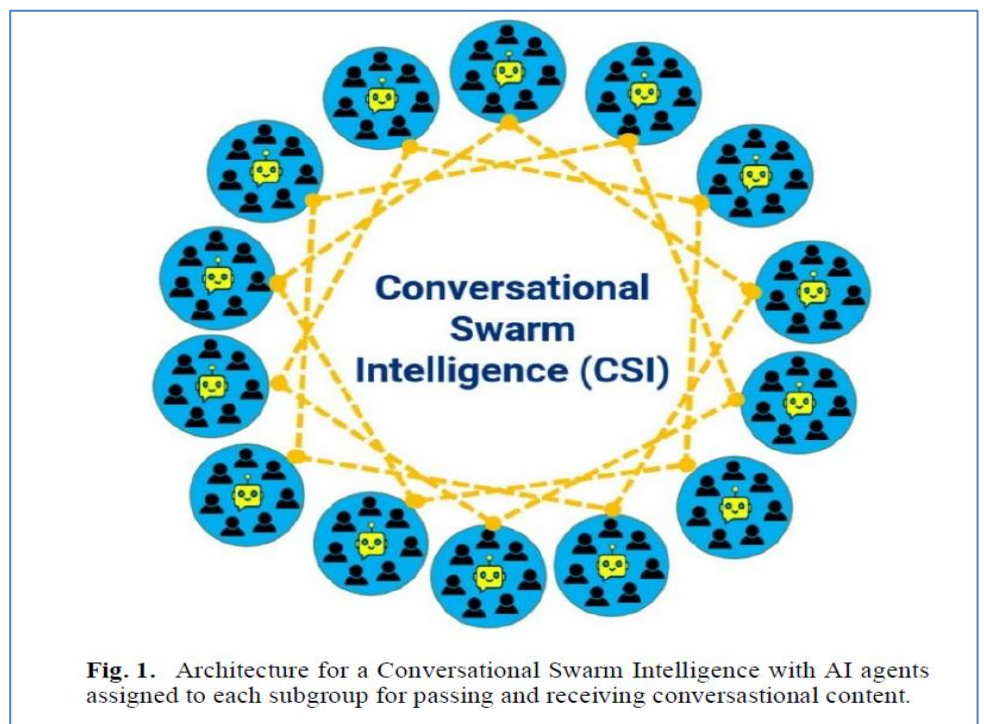 Conversational
Swarm
Intelligence (CSI)
Fig. 1. Architecture for a Conversational Swarm Intelligence with AI agents
assigned to each subgroup for passing and receiving conversastional content.